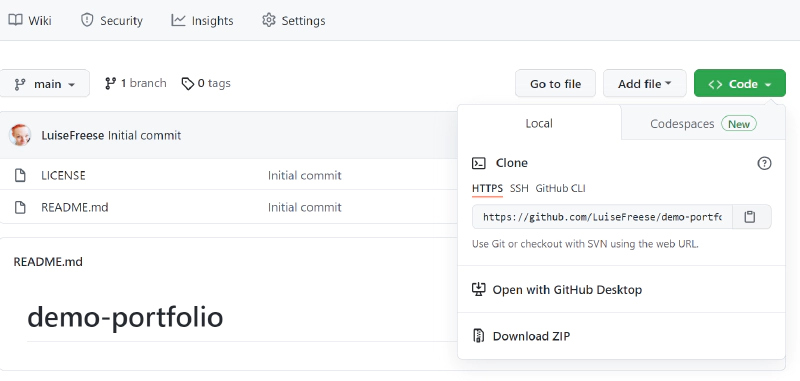 Wiki Security Insights Settings
main 1 branch 0 tags Go to file Add file Code
Local Codespaces New
LuiseFreese Initial commit
Clone
LICENSE Initial commit
HTTPS SSH GitHub CLI
README.md Initial commit
https://github.com/LuiseFreese/demo-portfo
Use Git or checkout with SVN using the web URL.
README.md
Open with GitHub Desktop
demo-portfolio
Download ZIP